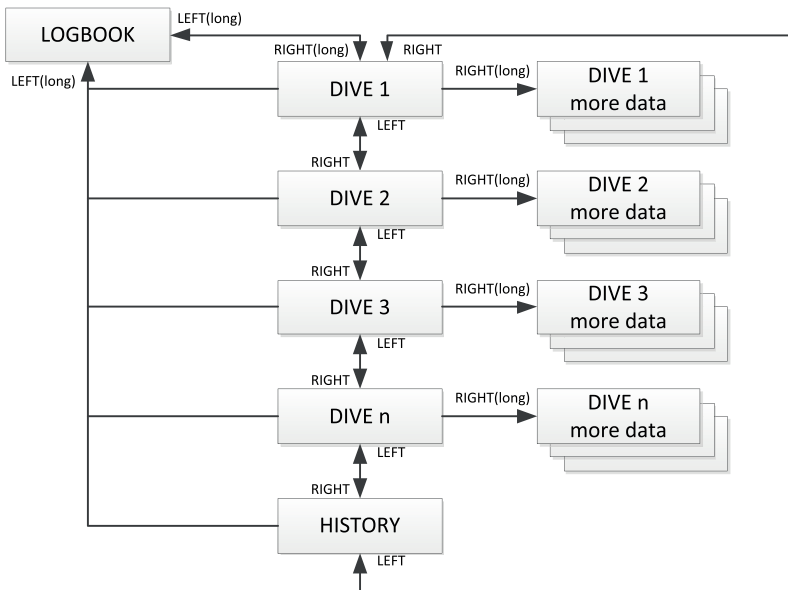 LEFT(long)
LOGBOOK
RIGHT(long)
RIGHT
LEFT(long)
DIVE 1
RIGHT(long)
DIVE 1
more data
LEFT
RIGHT
DIVE 2
RIGHT(long)
DIVE 2
more data
LEFT
RIGHT
DIVE 3
RIGHT(long)
DIVE 3
more data
LEFT
RIGHT
DIVE n
RIGHT(long)
DIVE n
more data
LEFT
RIGHT
HISTORY
LEFT